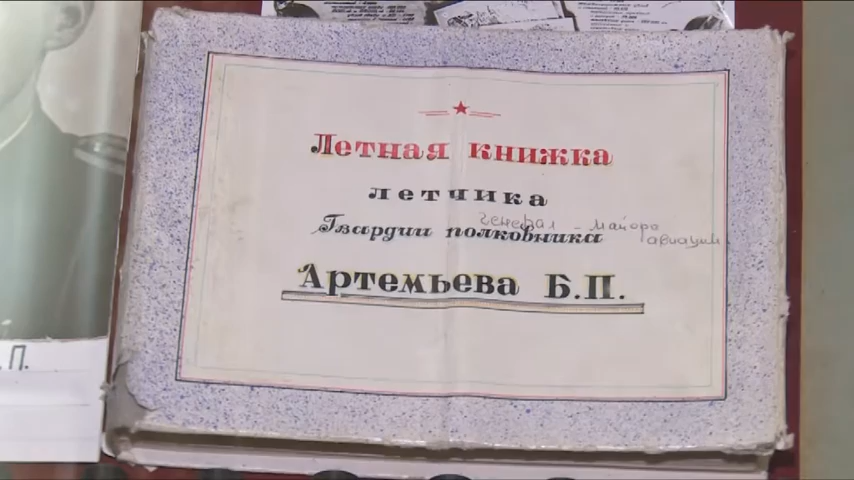 Летная книжка
летчика
генерал - майора
Гвардии полковника
авиации
Артемьева Б.П.
П.